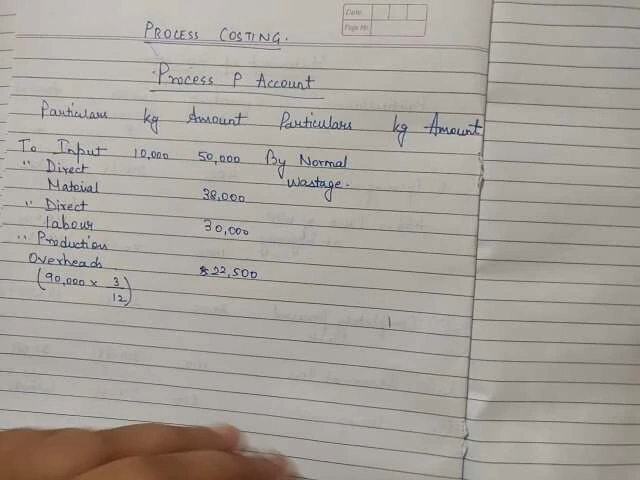 Date:
Page No.
PROCESS COSTING.
Process P Account
Particulars kg Amount Particulars kg Amount
To Input 10,000 50,000 By Normal
" Direct Wastage.
Material 38,000
" Direct
Labour 30,000
" Production
Overheads 22,500
(90,000 × 3/12)